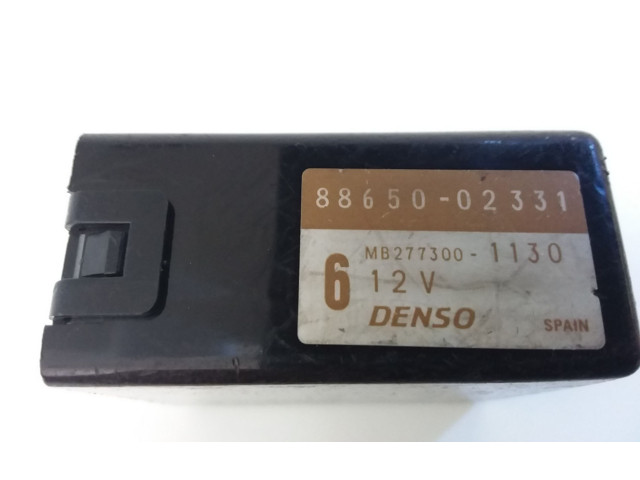 88650-02331
MB277300-1130
6 12V
DENSO SPAIN